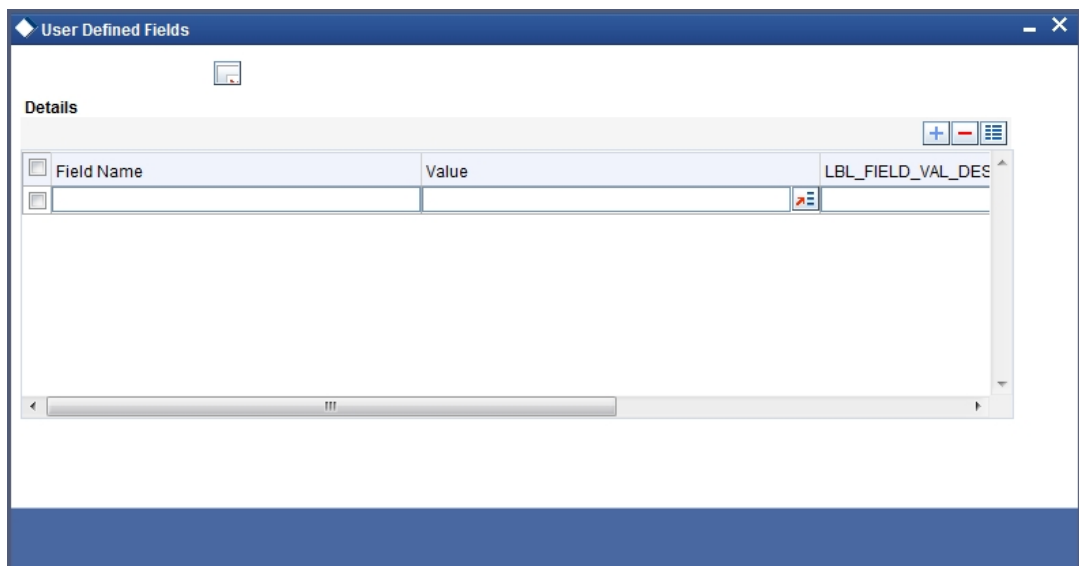 User Defined Fields
Details
Field Name Value LBL_FIELD_VAL_DES